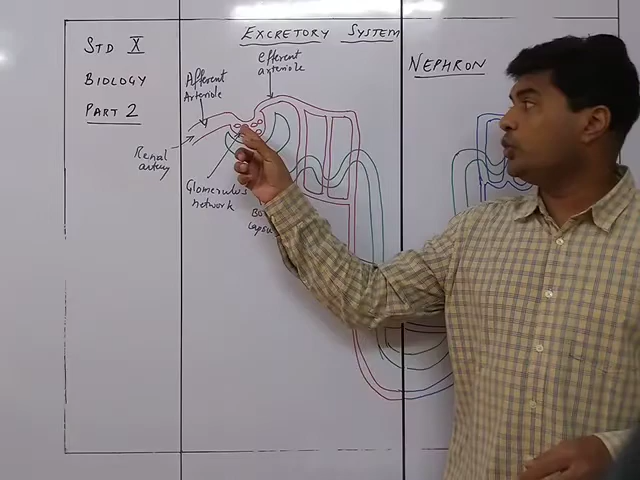 STD X
BIOLOGY
PART 2
EXCRETORY SYSTEM
NEPHRON
Afferent
Arteriole
efferent
arteriole
Renal
artery
Glomerulus
network